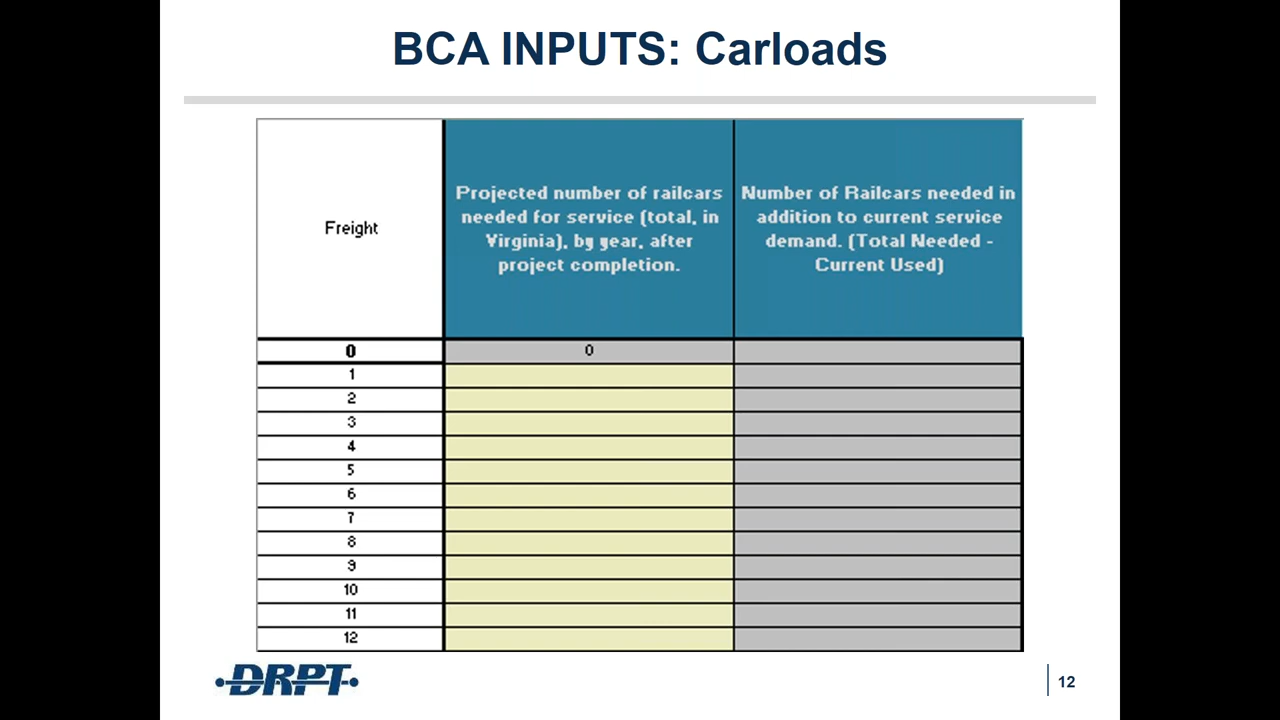 BCA INPUTS: Carloads
Freight
Projected number of railcars
needed for service (total, in
Virginia), by year, after
project completion.
Number of Railcars needed in
addition to current service
demand. (Total Needed -
Current Used)
0 0
1
2
3
4
5
6
7
8
9
10
11
12
DRPT
12